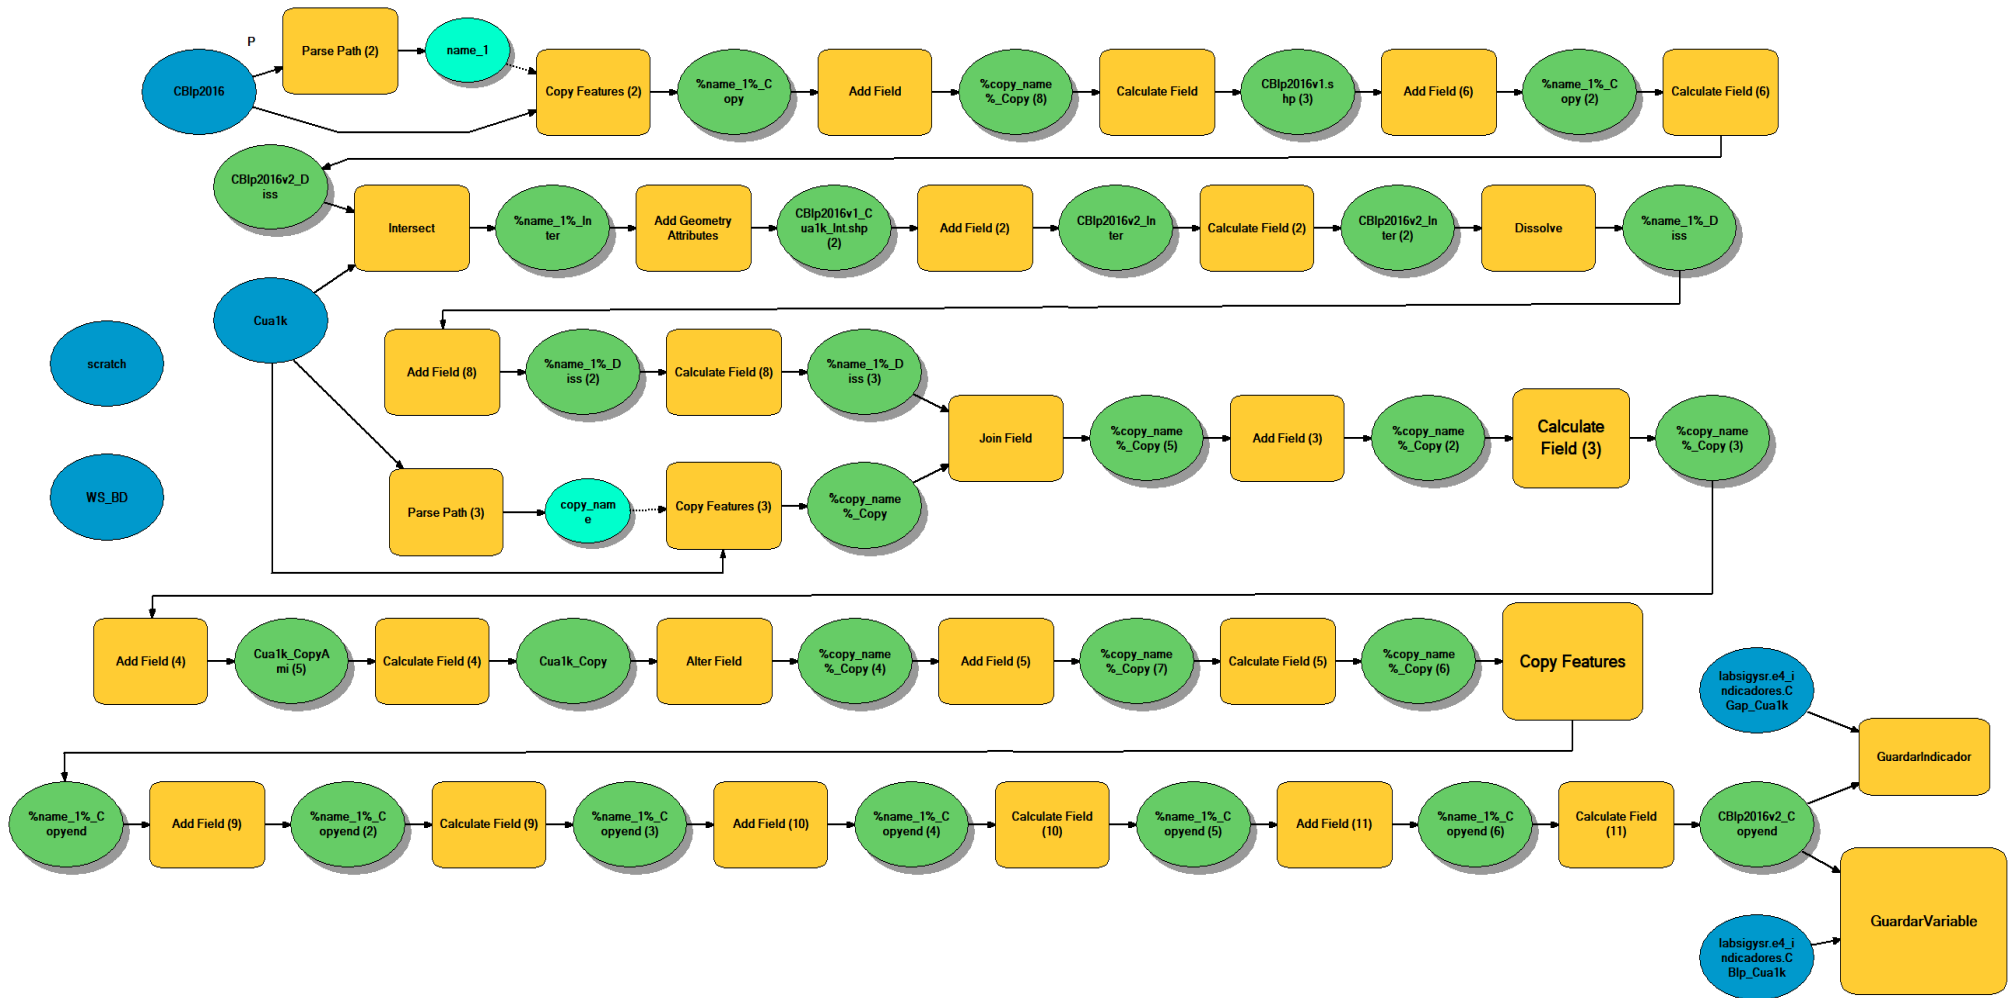 P
Parse Path (2)
name_1
CBlp2016
Copy Features (2)
%name_1%_C
opy
Add Field
%copy_name
%_Copy (8)
Calculate Field
CBlp2016v1.s
hp (3)
Add Field (6)
%name_1%_C
opy (2)
Calculate Field (6)
CBlp2016v2_D
iss
Intersect
%name_1%_In
ter
Add Geometry
Attributes
CBlp2016v1_C
ua1k_Int.shp
(2)
Add Field (2)
CBlp2016v2_In
ter
Calculate Field (2)
CBlp2016v2_In
ter (2)
Dissolve
%name_1%_D
iss
Cua1k
scratch
Add Field (8)
%name_1%_D
iss (2)
Calculate Field (8)
%name_1%_D
iss (3)
Join Field
%copy_name
%_Copy (5)
Add Field (3)
%copy_name
%_Copy (2)
Calculate
Field (3)
%copy_name
%_Copy (3)
WS_BD
Parse Path (3)
copy_nam
e
Copy Features (3)
%copy_name
%_Copy
Add Field (4)
Cua1k_CopyA
mi (5)
Calculate Field (4)
Cua1k_Copy
Alter Field
%copy_name
%_Copy (4)
Add Field (5)
%copy_name
%_Copy (7)
Calculate Field (5)
%copy_name
%_Copy (6)
Copy Features
labsigysr.e4_i
ndicadores.C
Gap_Cua1k
GuardarIndicador
%name_1%_C
opyend
Add Field (9)
%name_1%_C
opyend (2)
Calculate Field (9)
%name_1%_C
opyend (3)
Add Field (10)
%name_1%_C
opyend (4)
Calculate Field
(10)
%name_1%_C
opyend (5)
Add Field (11)
%name_1%_C
opyend (6)
Calculate Field
(11)
CBlp2016v2_C
opyend
GuardarVariable
labsigysr.e4_i
ndicadores.C
Blp_Cua1k